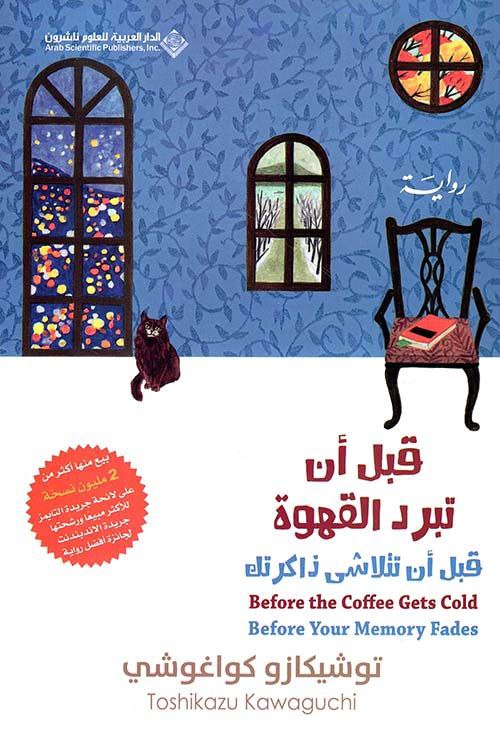 الدار العربية للعلوم ناشرون
Arab Scientific Publishers, Inc.
رواية
بيع منها أكثر من
2 مليون نسخة
على لائحة جريدة التايمز
للأكثر مبيعا ورشحتها
جريدة الاندبندنت
لجائزة أفضل رواية
قبل أن
تبرد القهوة
قبل أن تتلاشى ذاكرتك
Before the Coffee Gets Cold
Before Your Memory Fades
توشيكازو كواغوشي
Toshikazu Kawaguchi